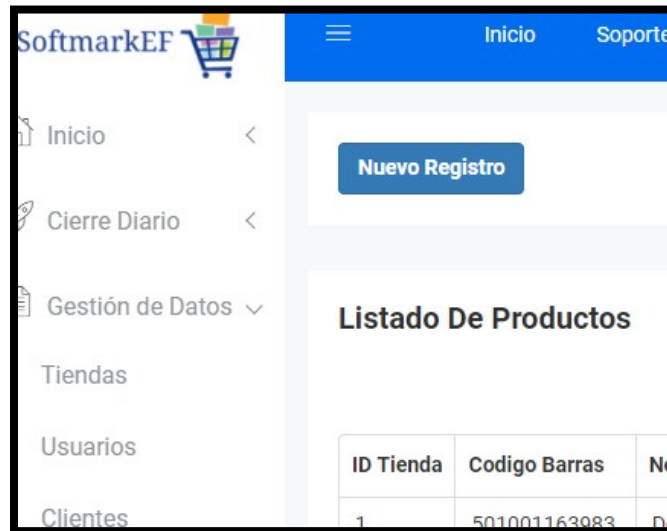 SoftmarkEF
Inicio
Cierre Diario
Gestión de Datos
Tiendas
Usuarios
Clientes
Inicio Soporte
Nuevo Registro
Listado De Productos
ID Tienda Codigo Barras
1 501001163983